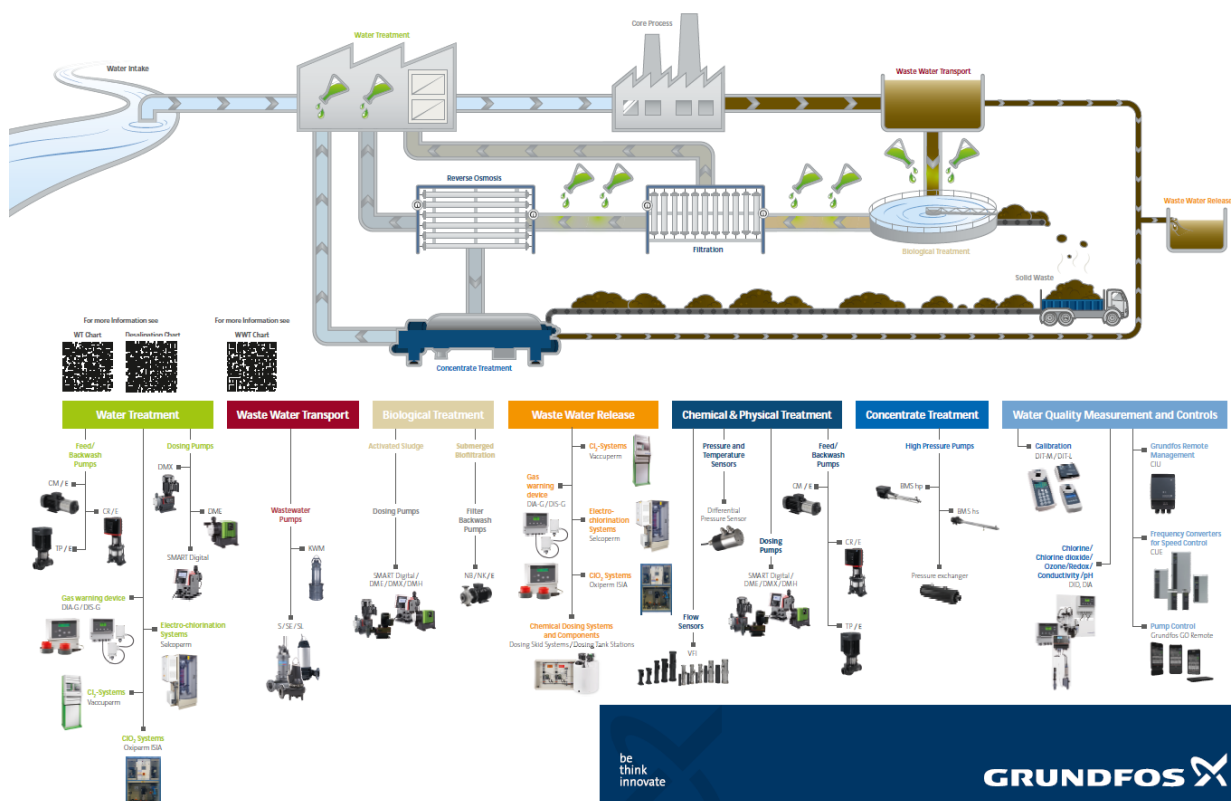 Core Process
Water Treatment
Water Intake
Waste Water Transport
Reverse Osmosis
Waste Water Release
Filtration
Biological Treatment
Solid Waste
For more Information see
WT Chart
Desalination Chart
For more Information see
WWT Chart
Concentrate Treatment
Water Treatment
Feed/
Backwash
Pumps
CM / E
CR / E
TP / E
Dosing Pumps
DMX
DME
SMART Digital
Gas warning device
DIA-G / DIS-G
Electro-chlorination
Systems
Selcoperm
Cl₂-Systems
Vaccuperm
ClO₂ Systems
Oxiperm ISIA
Waste Water Transport
Wastewater
Pumps
KWM
S/SE/SL
Biological Treatment
Activated Sludge
Dosing Pumps
SMART Digital /
DME/DMX/DMH
Submerged
Biofiltration
Filter
Backwash
Pumps
NB/NK/E
Waste Water Release
Cl₂-Systems
Vaccuperm
Gas
warning
device
DIA-G / DIS-G
Electro-
chlorination
Systems
Selcoperm
ClO₂ Systems
Oxiperm ISIA
Chemical Dosing Systems
and Components
Dosing Skid Systems / Dosing Tank Stations
Chemical & Physical Treatment
Pressure and
Temperature
Sensors
Differential
Pressure Sensor
Flow
Sensors
VFI
Dosing
Pumps
SMART Digital /
DME/DMX/DMH
Feed/
Backwash
Pumps
CM / E
CR / E
TP / E
Concentrate Treatment
High Pressure Pumps
BMS hp
BMS hs
Pressure exchanger
Water Quality Measurement and Controls
Calibration
DIT-M / DIT-L
Chlorine/
Chlorine dioxide/
Ozone/Redox/
Conductivity/pH
DID, DIA
Grundfos Remote
Management
CIU
Frequency Converters
for Speed Control
CUE
Pump Control
Grundfos GO Remote
be
think
innovate
GRUNDFOS